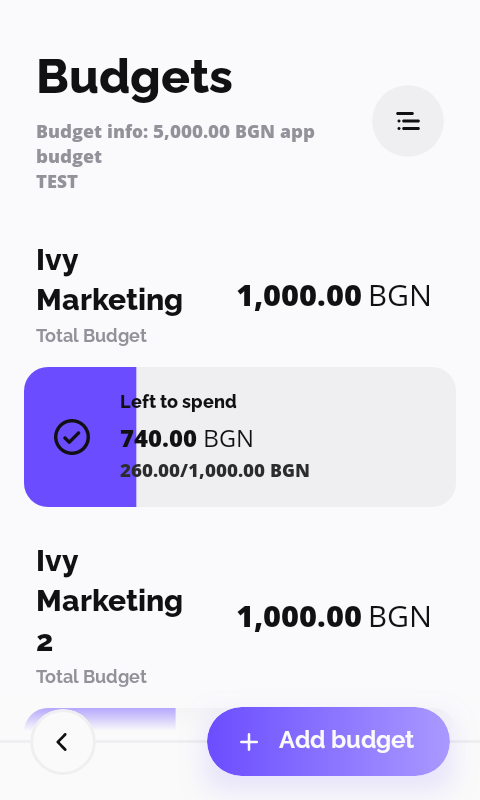 Budgets
Budget info: 5,000.00 BGN app
budget
TEST
Ivy
Marketing
1,000.00 BGN
Total Budget
Left to spend
740.00 BGN
260.00/1,000.00 BGN
Ivy
Marketing
2
1,000.00 BGN
Total Budget
Add budget